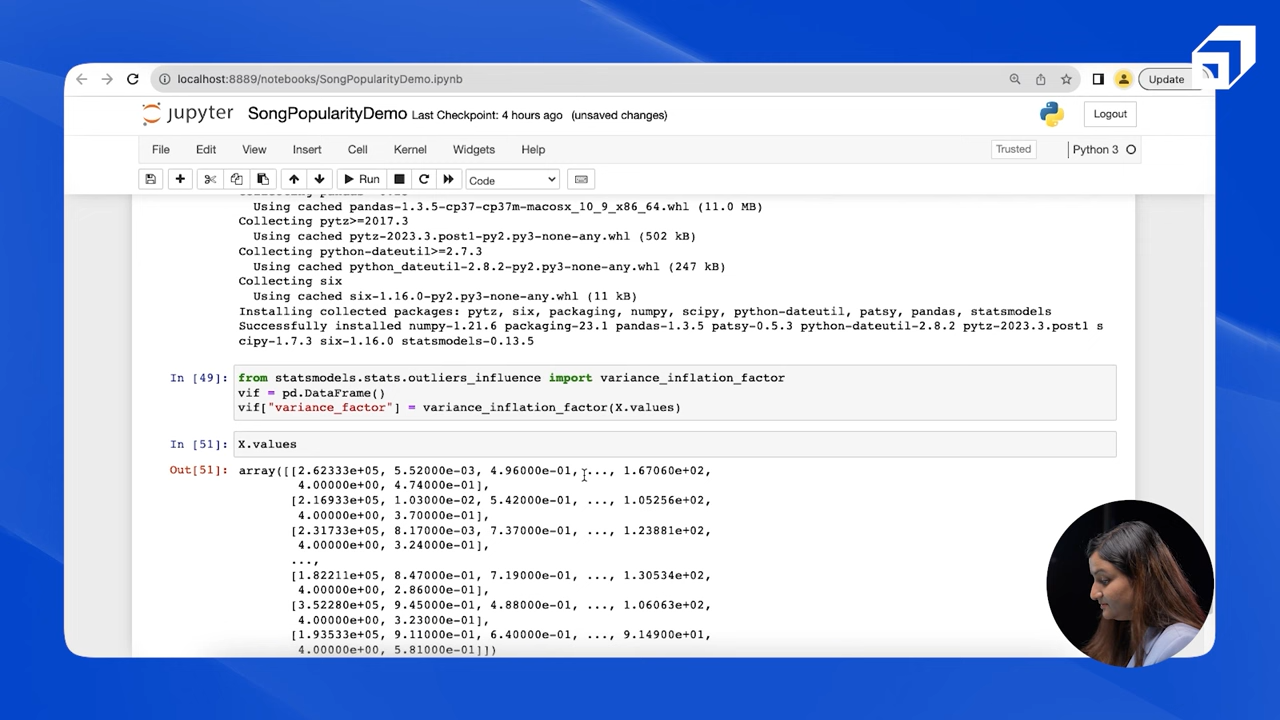 localhost:8889/notebooks/SongPopularityDemo.ipynb
Update
jupyter SongPopularityDemo Last Checkpoint: 4 hours ago (unsaved changes)
Logout
File Edit View Insert Cell Kernel Widgets Help
Trusted Python 3
Run Code
Using cached pandas-1.3.5-cp37-cp37m-macosx_10_9_x86_64.whl (11.0 MB)
Collecting pytz>=2017.3
Using cached pytz-2023.3.post1-py2.py3-none-any.whl (502 kB)
Collecting python-dateutil>=2.7.3
Using cached python_dateutil-2.8.2-py2.py3-none-any.whl (247 kB)
Collecting six
Using cached six-1.16.0-py2.py3-none-any.whl (11 kB)
Installing collected packages: pytz, six, packaging, numpy, scipy, python-dateutil, patsy, pandas, statsmodels
Successfully installed numpy-1.21.6 packaging-23.1 pandas-1.3.5 patsy-0.5.3 python-dateutil-2.8.2 pytz-2023.3.post1 s
cipy-1.7.3 six-1.16.0 statsmodels-0.13.5
In [49]: from statsmodels.stats.outliers_influence import variance_inflation_factor
vif = pd.DataFrame()
vif["variance_factor"] = variance_inflation_factor(X.values)
In [51]: X.values
Out[51]: array([[2.62333e+05, 5.52000e-03, 4.96000e-01, ..., 1.67060e+02,
4.00000e+00, 4.74000e-01],
[2.16933e+05, 1.03000e-02, 5.42000e-01, ..., 1.05256e+02,
4.00000e+00, 3.70000e-01],
[2.31733e+05, 8.17000e-03, 7.37000e-01, ..., 1.23881e+02,
4.00000e+00, 3.24000e-01],
...,
[1.82211e+05, 8.47000e-01, 7.19000e-01, ..., 1.30534e+02,
4.00000e+00, 2.86000e-01],
[3.52280e+05, 9.45000e-01, 4.88000e-01, ..., 1.06063e+02,
4.00000e+00, 3.23000e-01],
[1.93533e+05, 9.11000e-01, 6.40000e-01, ..., 9.14900e+01,
4.00000e+00, 5.81000e-01]])